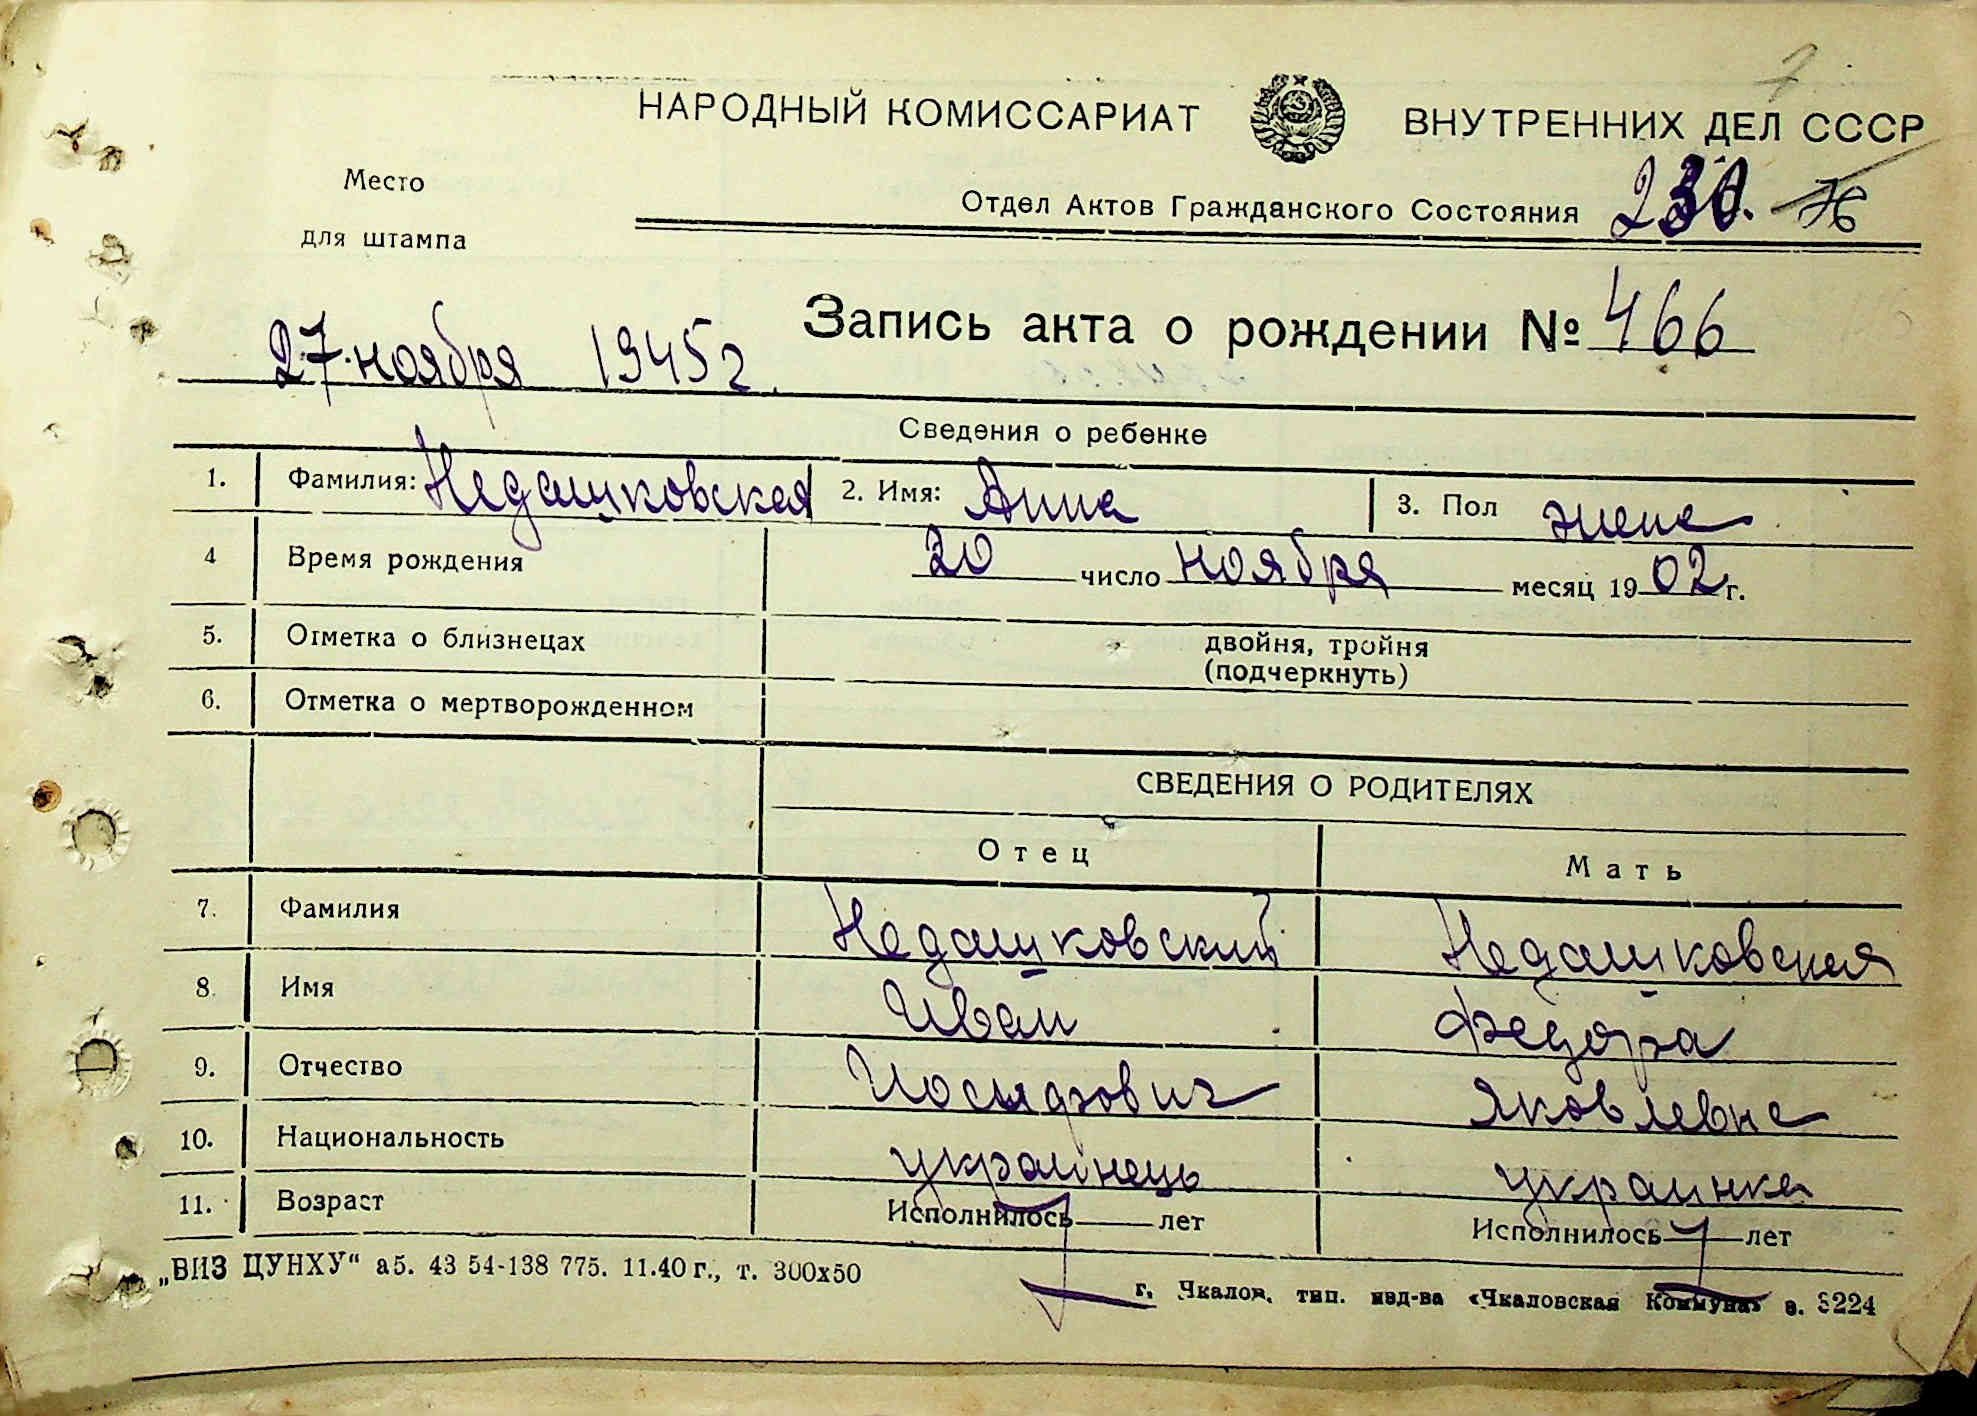 НАРОДНЫЙ КОМИССАРИАТ ВНУТРЕННИХ ДЕЛ СССР
Место
для штампа
Отдел Актов Гражданского Состояния 230.
Запись акта о рождении № 466
27 ноября 1945 г.
Сведения о ребенке
1. Фамилия: Недашковская 2. Имя: Анна 3. Пол жена
4 Время рождения 20 число ноября месяц 1902 г.
5. Отметка о близнецах двойня, тройня
(подчеркнуть)
6. Отметка о мертворожденном
СВЕДЕНИЯ О РОДИТЕЛЯХ
Отец Мать
7. Фамилия Недашковский Недашковская
8. Имя Иван Федора
9. Отчество Иосифович Яковлевна
10. Национальность украинець украинка
11. Возраст Исполнилось лет Исполнилось лет
„ВИЗ ЦУНХУ“ а5. 43 54-138 775. 11.40 г., т. 300х50
г. Чкалов, тип. изд-ва «Чкаловская Коммуна» з. 8224